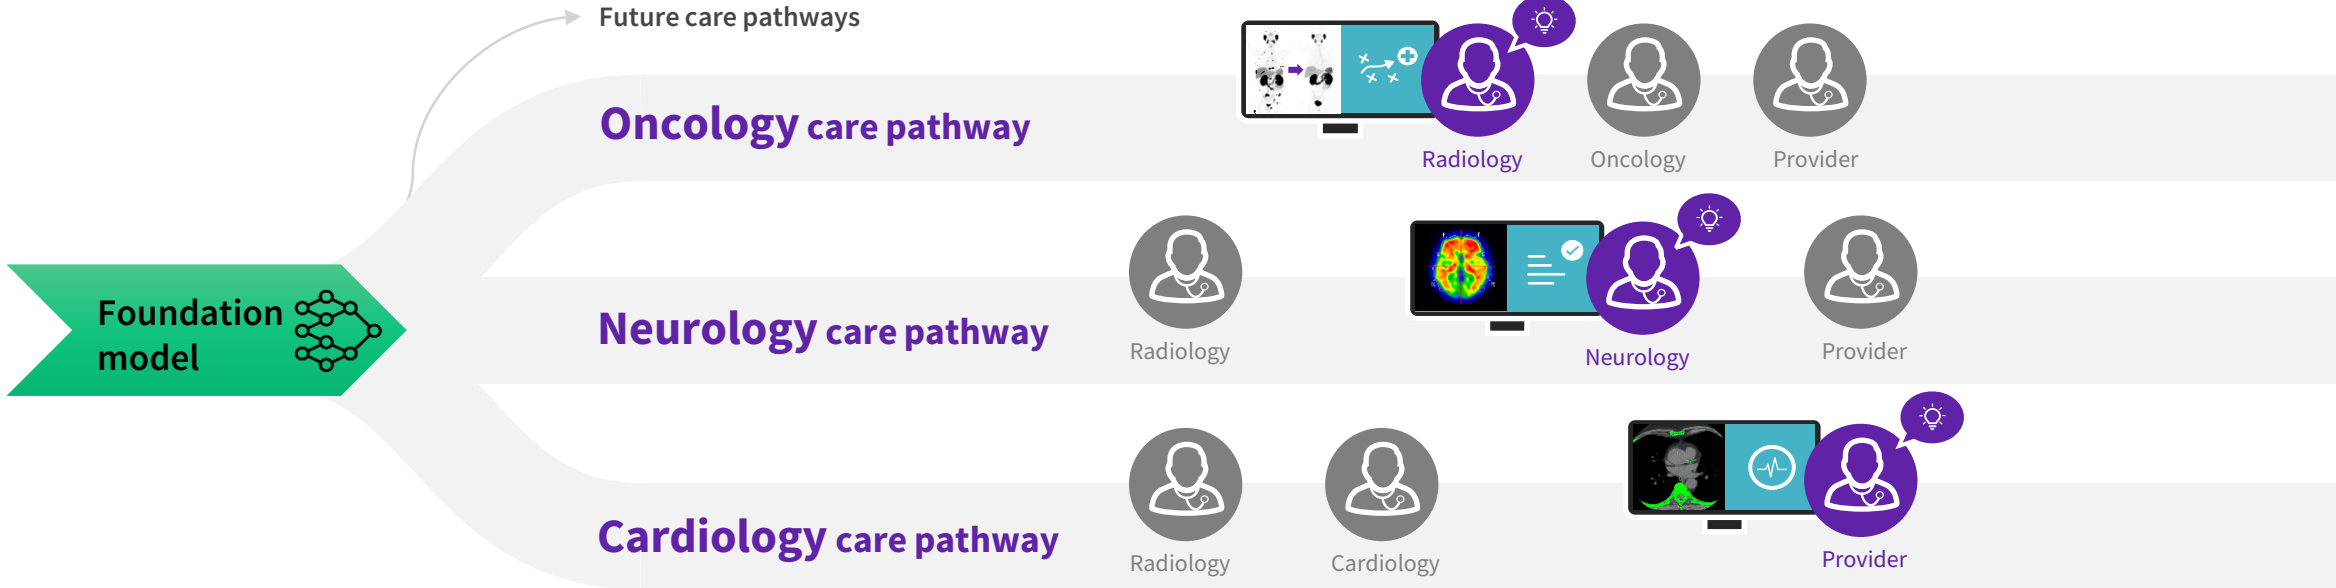 Future care pathways
Oncology care pathway
Radiology
Oncology
Provider
Foundation
model
Neurology care pathway
Radiology
Neurology
Provider
Cardiology care pathway
Radiology
Cardiology
Provider